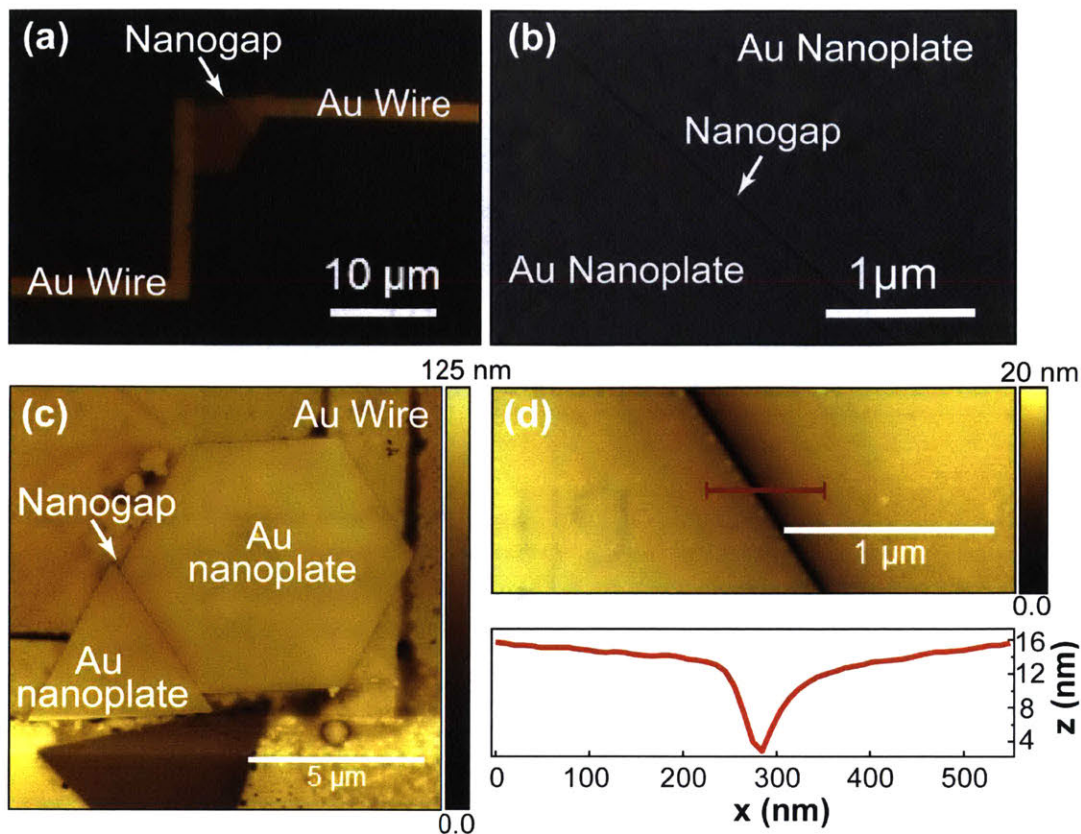 (a)
Nanogap
Au Wire
Au Wire
10 µm
(b)
Au Nanoplate
Nanogap
Au Nanoplate
1µm
125 nm
(c)
Au Wire
Nanogap
Au
nanoplate
Au
nanoplate
5 µm
0.0
20 nm
(d)
1 µm
0.0
16
12
8
4
z (nm)
0
100
200
300
400
500
x (nm)